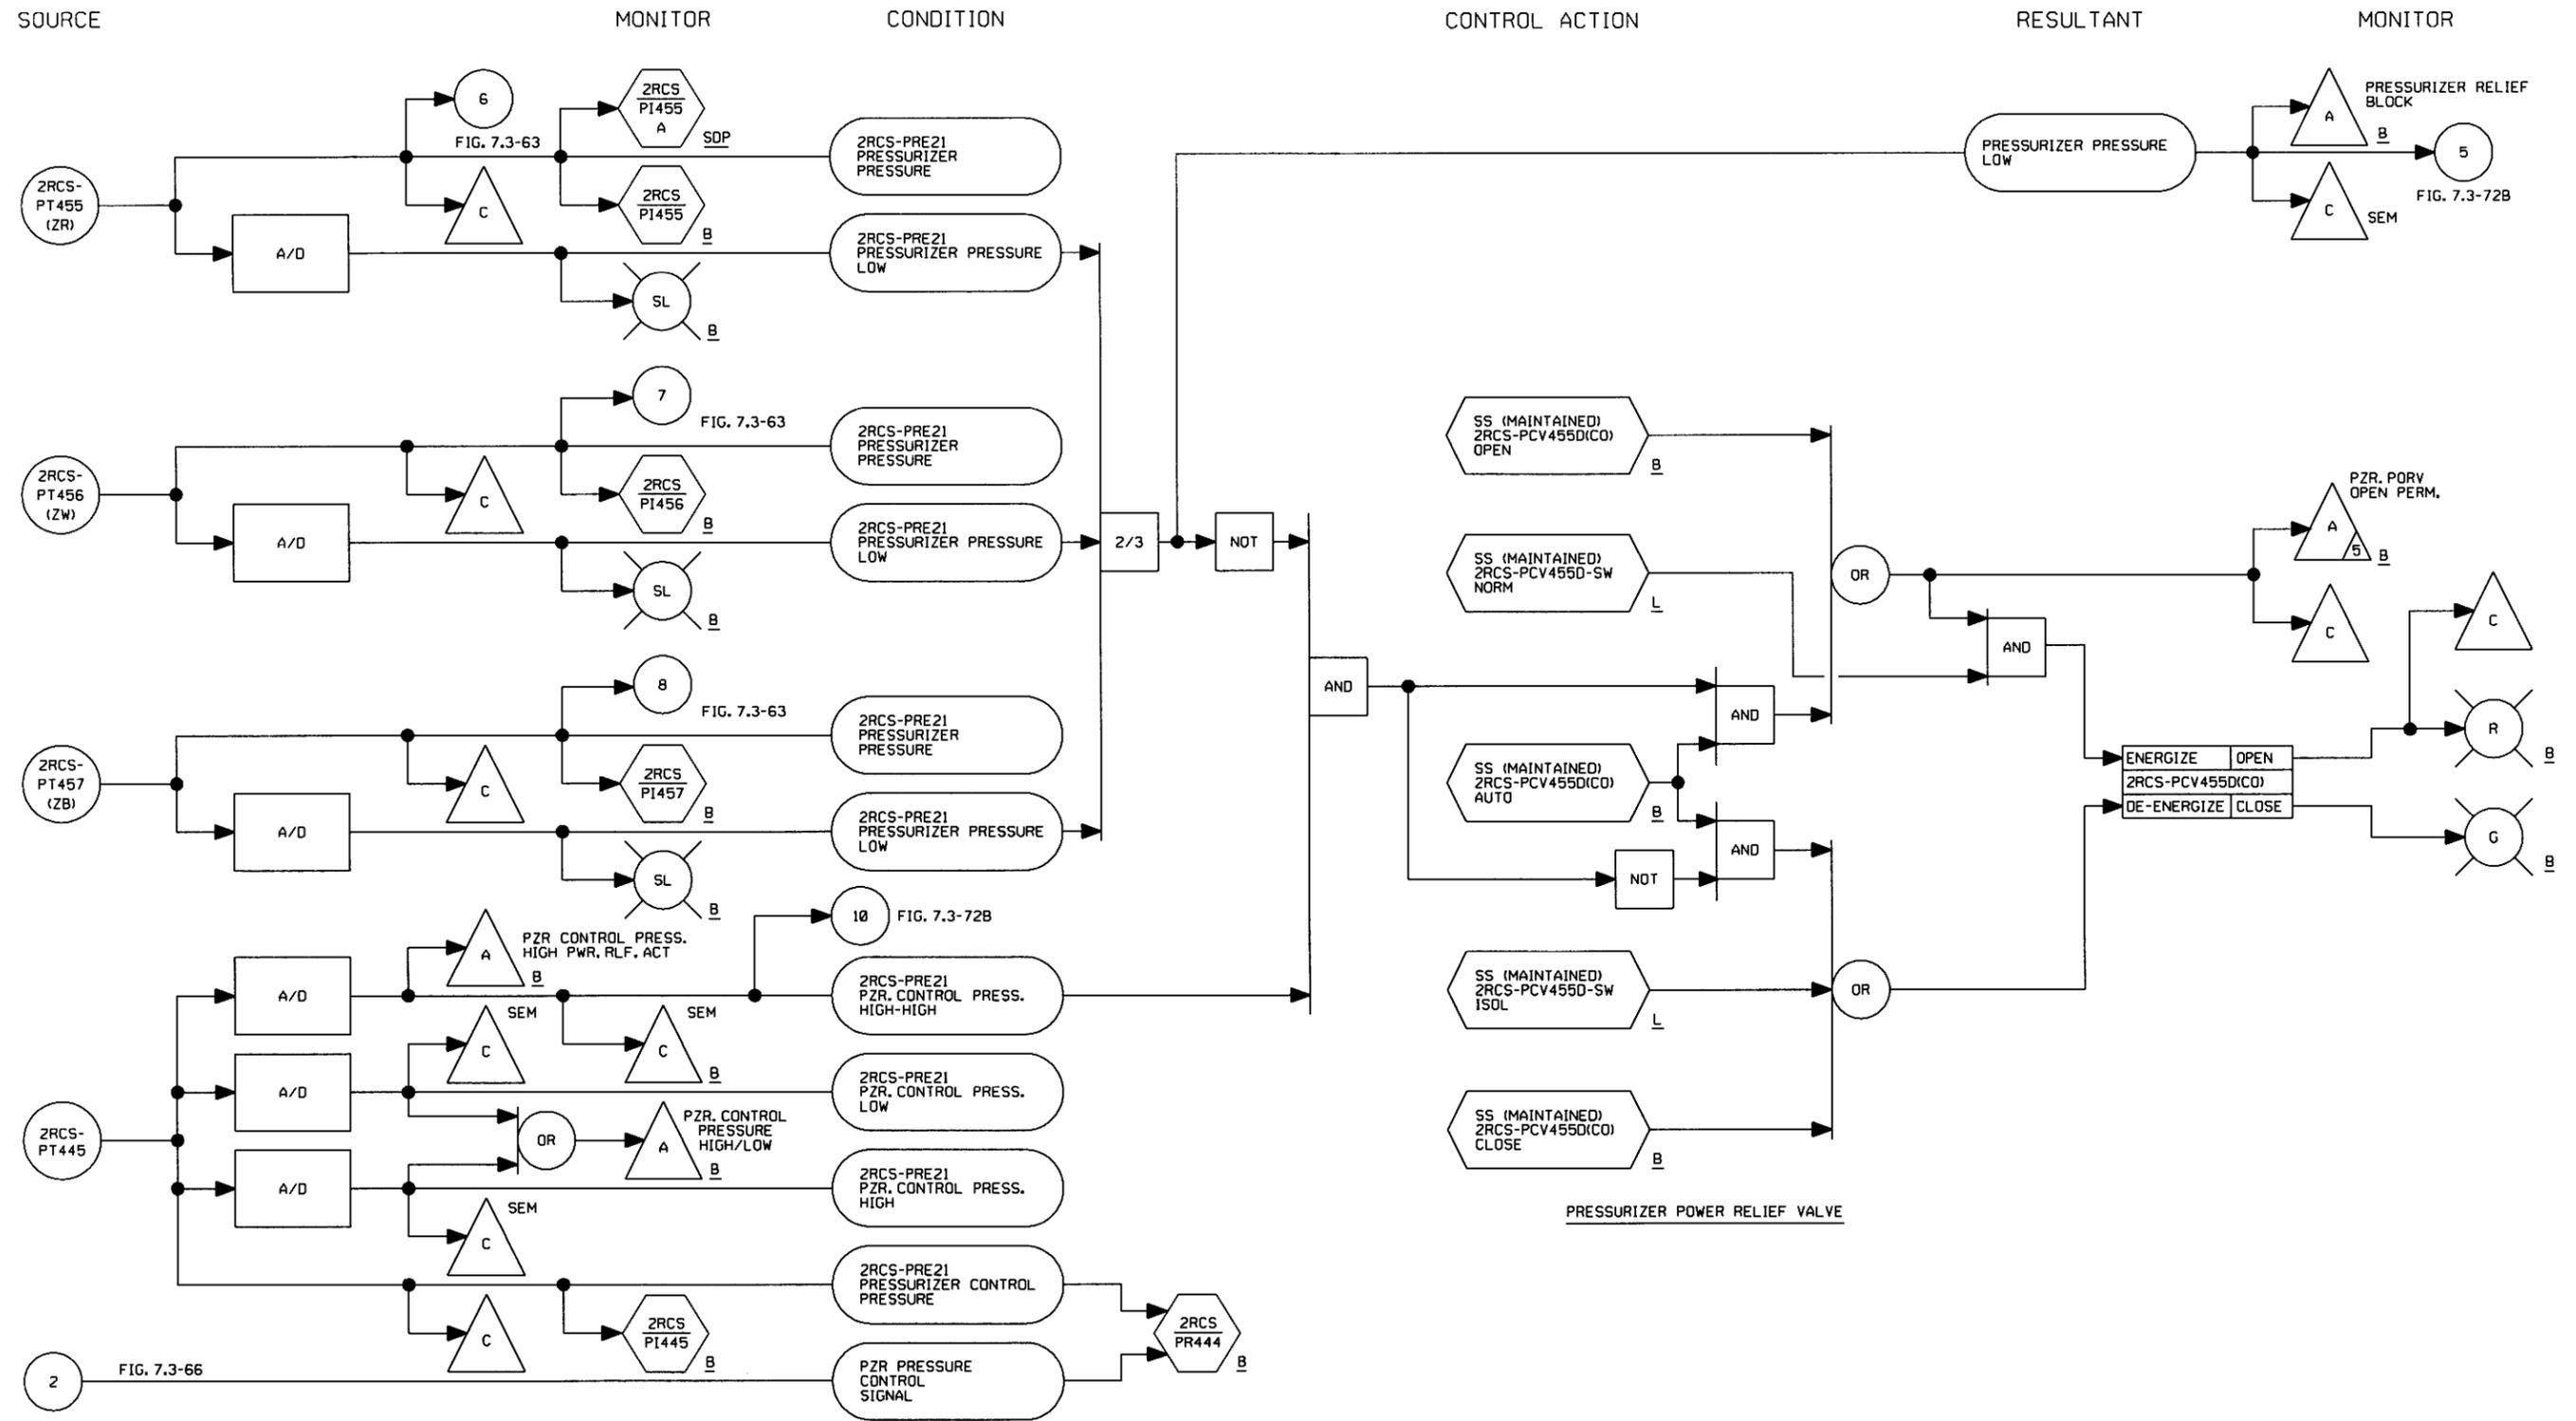 SOURCE
MONITOR
CONDITION
CONTROL ACTION
RESULTANT
MONITOR
2RCS-
PT455
(ZR)
A/D
6
FIG. 7.3-63
C
2RCS
PI455
A
SDP
2RCS
PI455
B
SL
B
2RCS-PRE21
PRESSURIZER
PRESSURE
2RCS-PRE21
PRESSURIZER PRESSURE
LOW
PRESSURIZER PRESSURE
LOW
A
PRESSURIZER RELIEF
BLOCK
B
5
FIG. 7.3-72B
C
SEM
2RCS-
PT456
(ZW)
A/D
C
7
FIG. 7.3-63
2RCS
PI456
B
SL
B
2RCS-PRE21
PRESSURIZER
PRESSURE
2RCS-PRE21
PRESSURIZER PRESSURE
LOW
2/3
NOT
2RCS-
PT457
(ZB)
A/D
C
8
FIG. 7.3-63
2RCS
PI457
B
SL
B
2RCS-PRE21
PRESSURIZER
PRESSURE
2RCS-PRE21
PRESSURIZER PRESSURE
LOW
AND
SS (MAINTAINED)
2RCS-PCV455D(CO)
OPEN
B
SS (MAINTAINED)
2RCS-PCV455D-SW
NORM
L
SS (MAINTAINED)
2RCS-PCV455D(CO)
AUTO
B
AND
AND
NOT
OR
AND
PZR. PORV
OPEN PERM.
A
5
B
C
C
ENERGIZE
OPEN
2RCS-PCV455D(CO)
DE-ENERGIZE
CLOSE
R
B
G
B
SS (MAINTAINED)
2RCS-PCV455D-SW
ISOL
L
OR
SS (MAINTAINED)
2RCS-PCV455D(CO)
CLOSE
B
PRESSURIZER POWER RELIEF VALVE
2RCS-
PT445
A/D
A
PZR CONTROL PRESS.
HIGH PWR. RLF. ACT
B
10
FIG. 7.3-72B
2RCS-PRE21
PZR. CONTROL PRESS.
HIGH-HIGH
SEM
C
SEM
C
B
A/D
2RCS-PRE21
PZR. CONTROL PRESS.
LOW
OR
A
PZR. CONTROL
PRESSURE
HIGH/LOW
B
A/D
2RCS-PRE21
PZR. CONTROL PRESS.
HIGH
SEM
C
2RCS-PRE21
PRESSURIZER CONTROL
PRESSURE
C
2RCS
PI445
B
2RCS
PR444
B
2
FIG. 7.3-66
PZR PRESSURE
CONTROL
SIGNAL